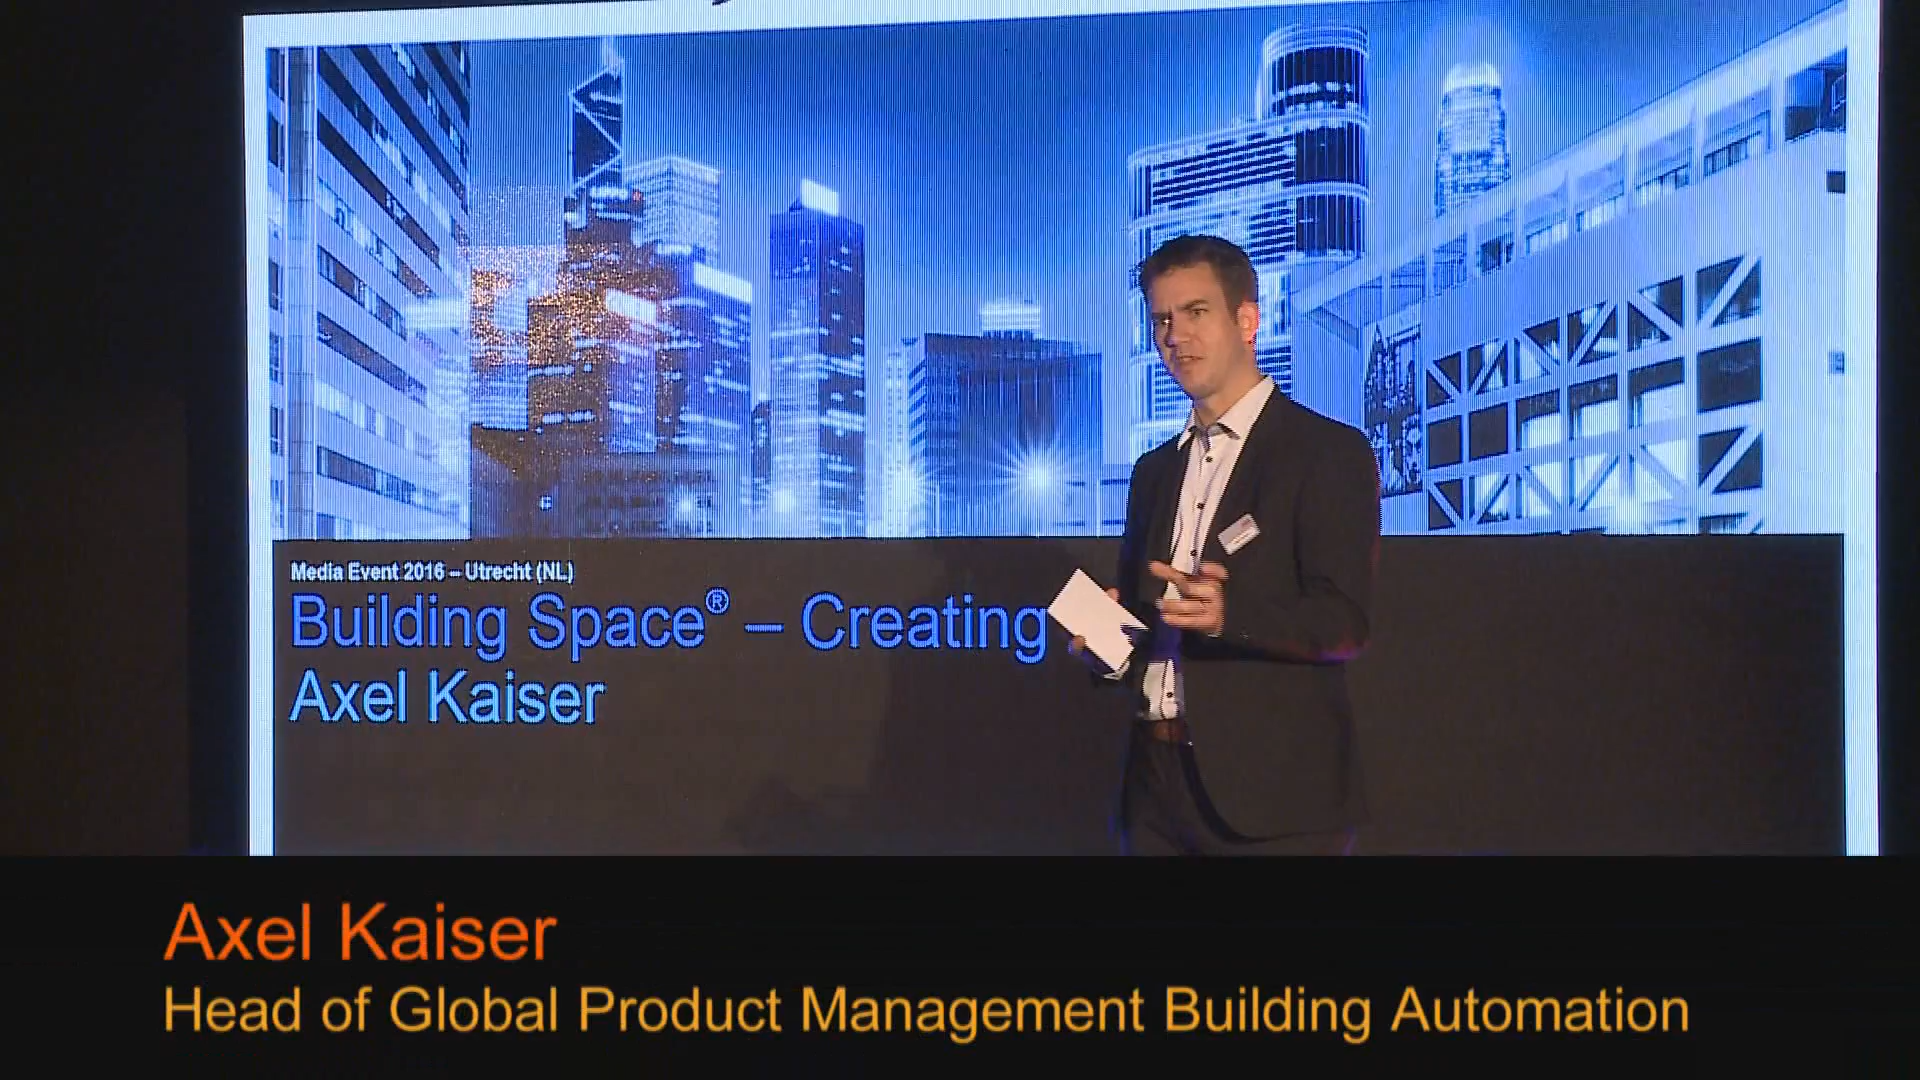 Media Event 2016 – Utrecht (NL)
Building Space® – Creating
Axel Kaiser
Axel Kaiser
Head of Global Product Management Building Automation